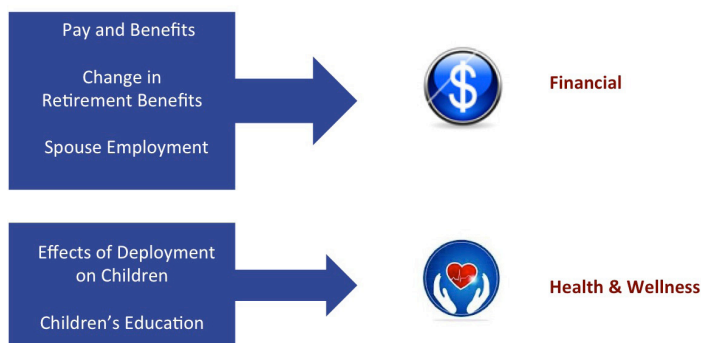 Pay and Benefits
Change in
Retirement Benefits
Spouse Employment
$
Financial
Effects of Deployment
on Children
Children’s Education
Health & Wellness